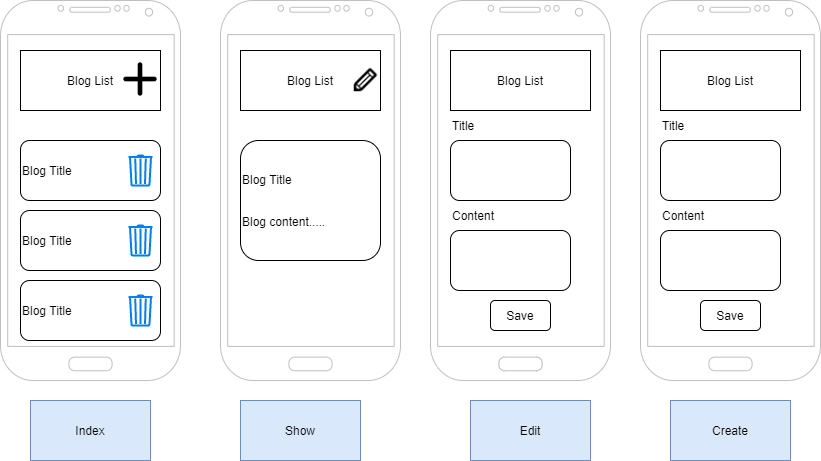 Blog List
Blog Title
Blog Title
Blog Title
Index
Blog List
Blog Title
Blog content.....
Show
Blog List
Title
Content
Save
Edit
Blog List
Title
Content
Save
Create